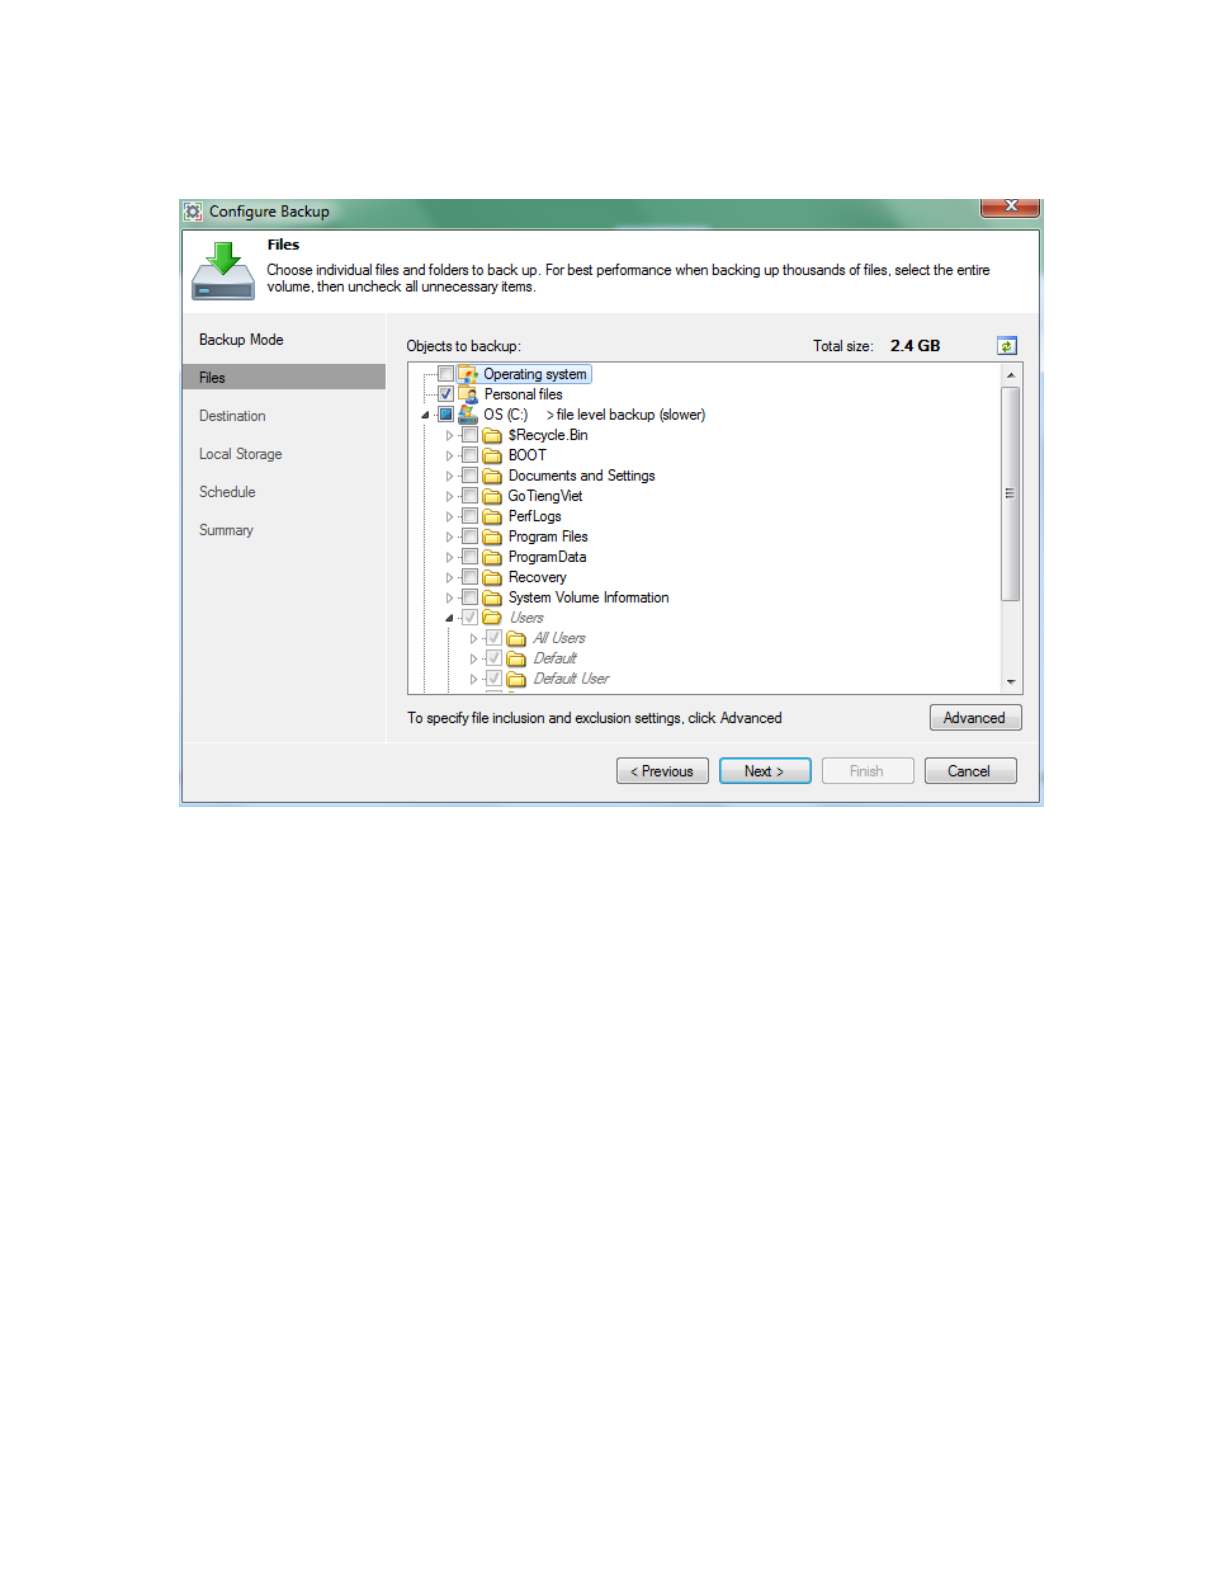 Configure Backup
X
Files
Choose individual files and folders to back up. For best performance when backing up thousands of files, select the entire
volume, then uncheck all unnecessary items.
Backup Mode
Files
Destination
Local Storage
Schedule
Summary
Objects to backup:
Total size: 2.4 GB
Operating system
Personal files
OS (C:) >file level backup (slower)
$Recycle.Bin
BOOT
Documents and Settings
GoTiengViet
PerfLogs
Program Files
ProgramData
Recovery
System Volume Information
Users
All Users
Default
Default User
To specify file inclusion and exclusion settings, click Advanced
Advanced
< Previous
Next >
Finish
Cancel